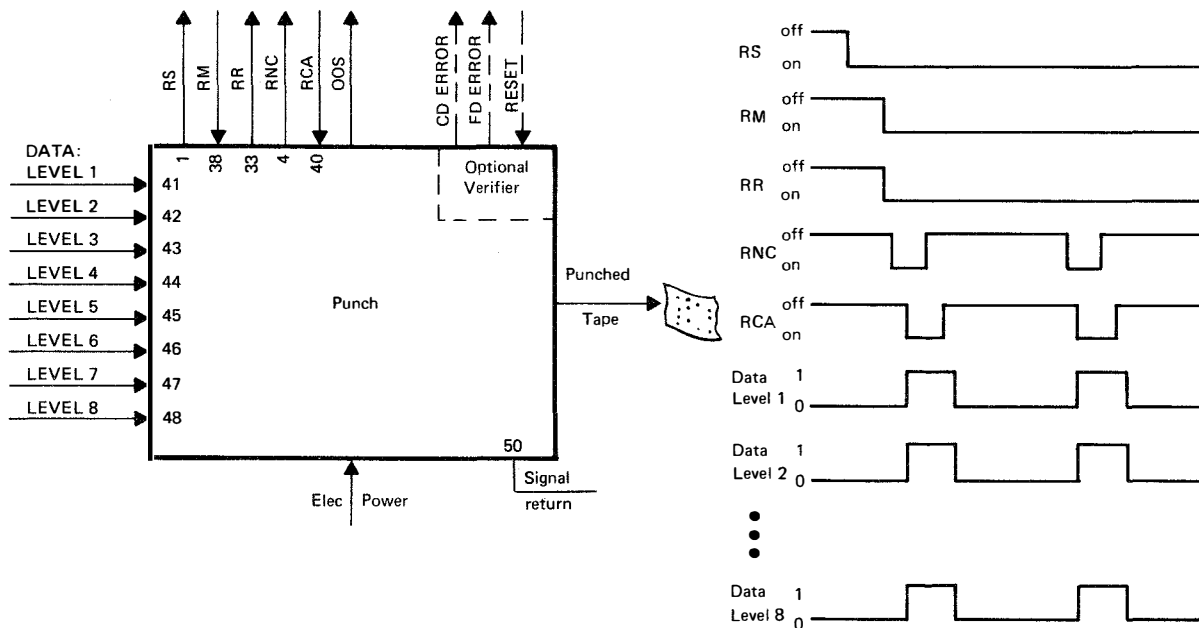 RS
RM
RR
RNC
RCA
OOS
CD ERROR
FD ERROR
RESET
1
38
33
4
40
Optional
Verifier
DATA:
LEVEL 1
LEVEL 2
LEVEL 3
LEVEL 4
LEVEL 5
LEVEL 6
LEVEL 7
LEVEL 8
41
42
43
44
45
46
47
48
Punch
Punched
Tape
50
Signal
return
Elec Power
RS off
on
RM off
on
RR off
on
RNC off
on
RCA off
on
Data 1
Level 1 0
Data 1
Level 2 0
Data 1
Level 8 0